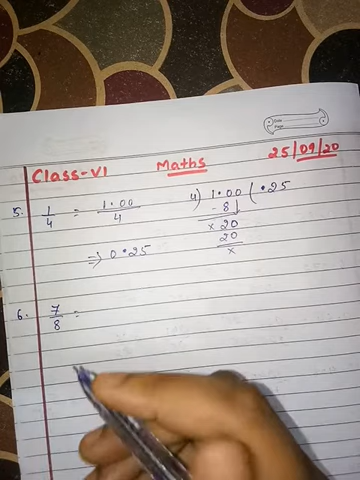 Date
Page
25/09/20
Class-VI Maths
5. 1/4 = 1.00/4 4) 1.00 ( .25
- 8↓
x 20
20
x
=> 0.25
6. 7/8 =